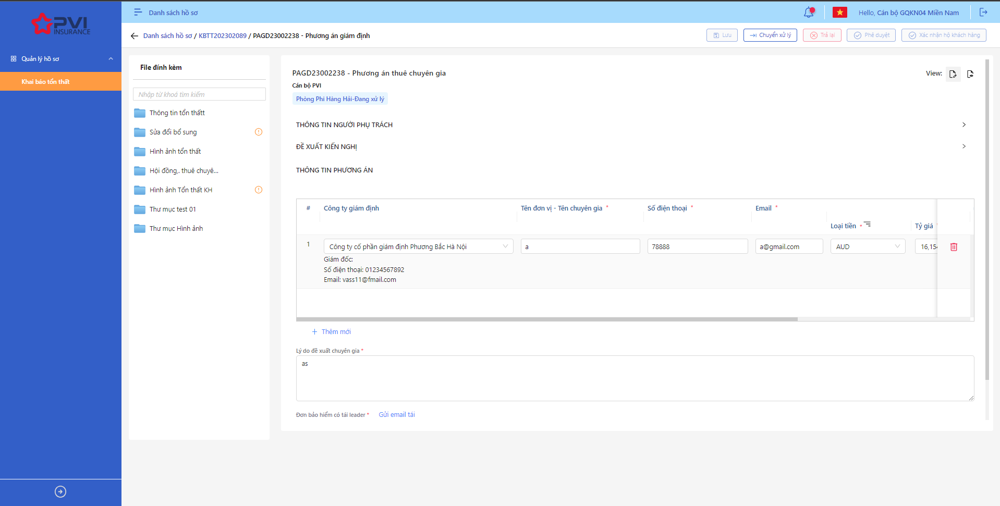 PVI
INSURANCE
Quản lý hồ sơ
Khai báo tổn thất
Danh sách hồ sơ
Hello, Cán bộ GQKN04 Miền Nam
Danh sách hồ sơ / KBTT202302089 / PAGD23002238 - Phương án giám định
Lưu
Chuyển xử lý
Trả lại
Phê duyệt
Xác nhận hộ khách hàng
File đính kèm
Nhập từ khoá tìm kiếm
Thông tin tổn thấtt
Sửa đổi bổ sung
Hình ảnh tổn thất
Hội đồng,. thuê chuyê...
Hình ảnh Tổn thất KH
Thư mục test 01
Thư mục Hình ảnh
PAGD23002238 - Phương án thuê chuyên gia
View:
Cán bộ PVI
Phòng Phi Hàng Hải-Đang xử lý
THÔNG TIN NGƯỜI PHỤ TRÁCH
ĐỀ XUẤT KIẾN NGHỊ
THÔNG TIN PHƯƠNG ÁN
# Công ty giám định Tên đơn vị - Tên chuyên gia * Số điện thoại * Email *
Loại tiền * Tỷ giá
1 Công ty cổ phần giám định Phương Bắc Hà Nội a 78888 a@gmail.com AUD 16,154
Giám đốc:
Số điện thoại: 01234567892
Email: vass11@fmail.com
+ Thêm mới
Lý do đề xuất chuyên gia *
as
Đơn bảo hiểm có tái leader * Gửi email tái